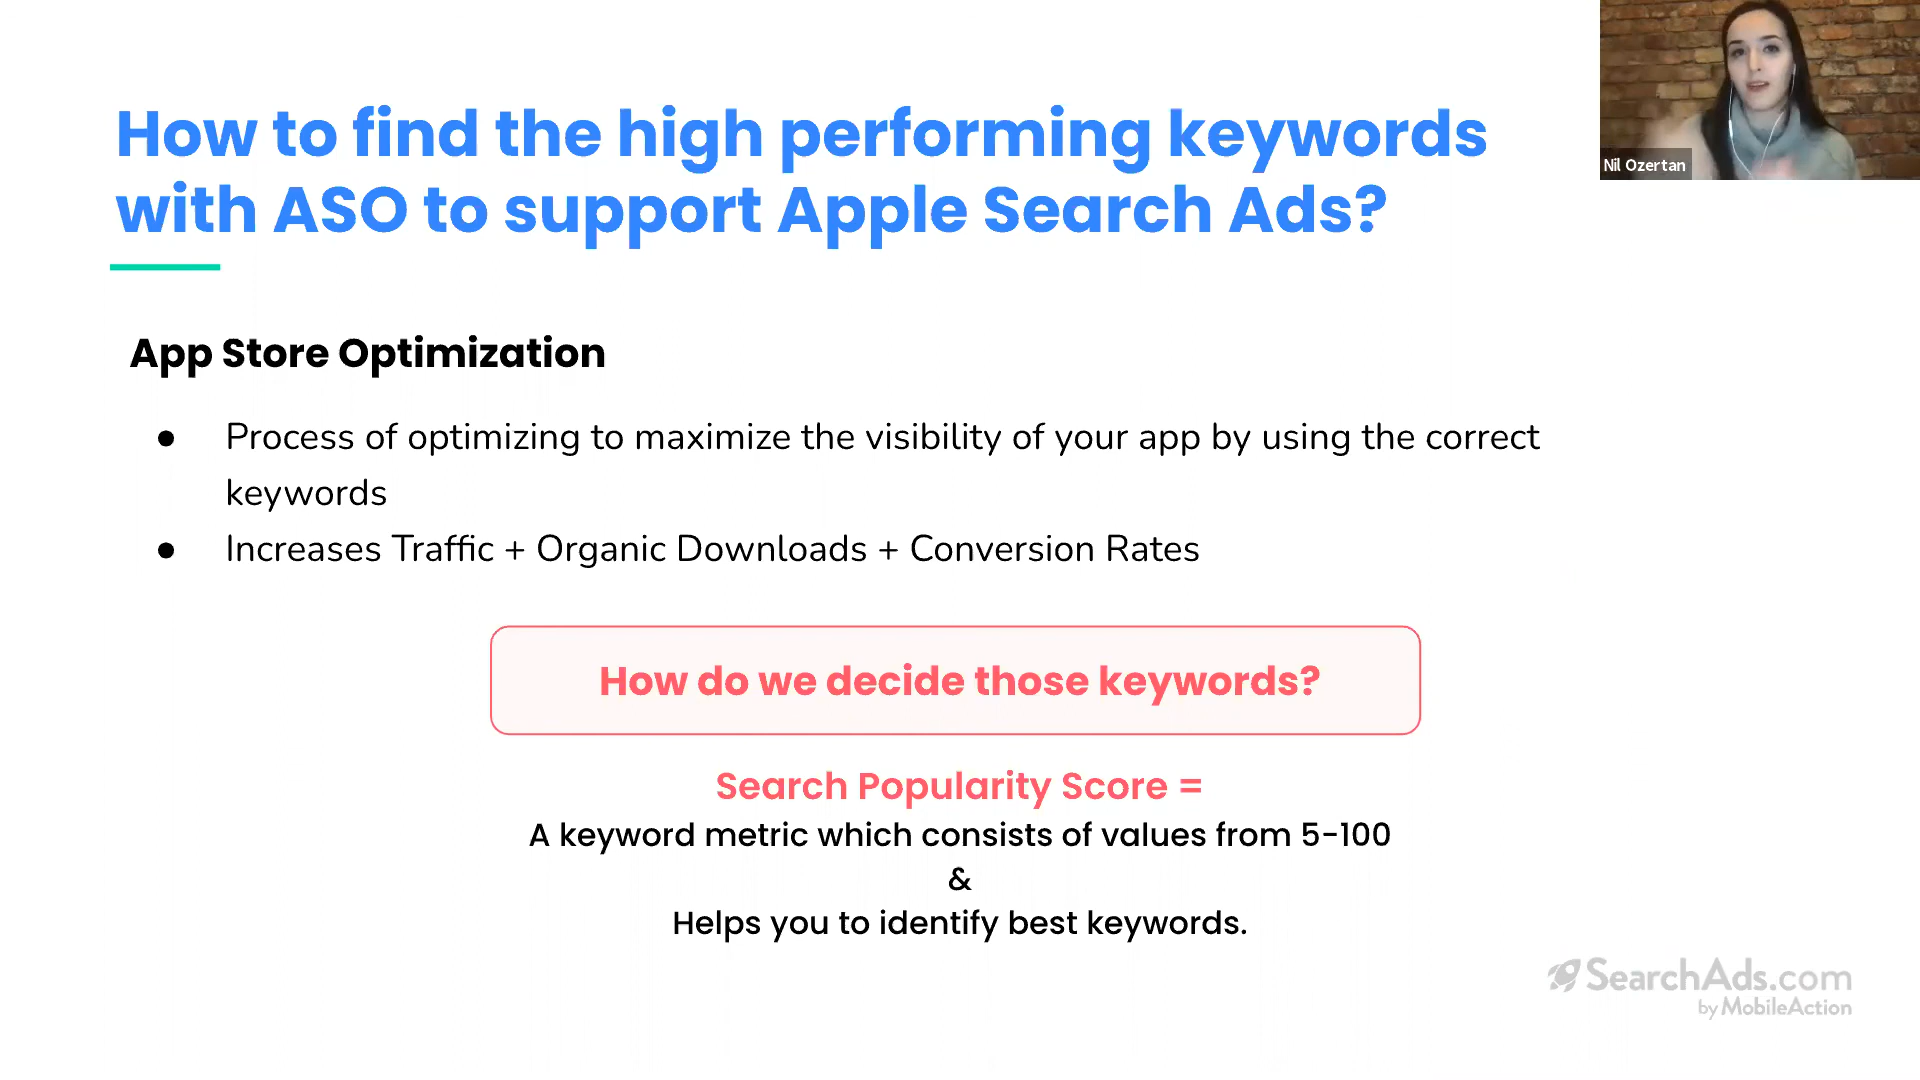 How to find the high performing keywords
with ASO to support Apple Search Ads?
Nil Ozertan
App Store Optimization
● Process of optimizing to maximize the visibility of your app by using the correct
keywords
● Increases Traffic + Organic Downloads + Conversion Rates
How do we decide those keywords?
Search Popularity Score =
A keyword metric which consists of values from 5-100
&
Helps you to identify best keywords.
SearchAds.com
by MobileAction